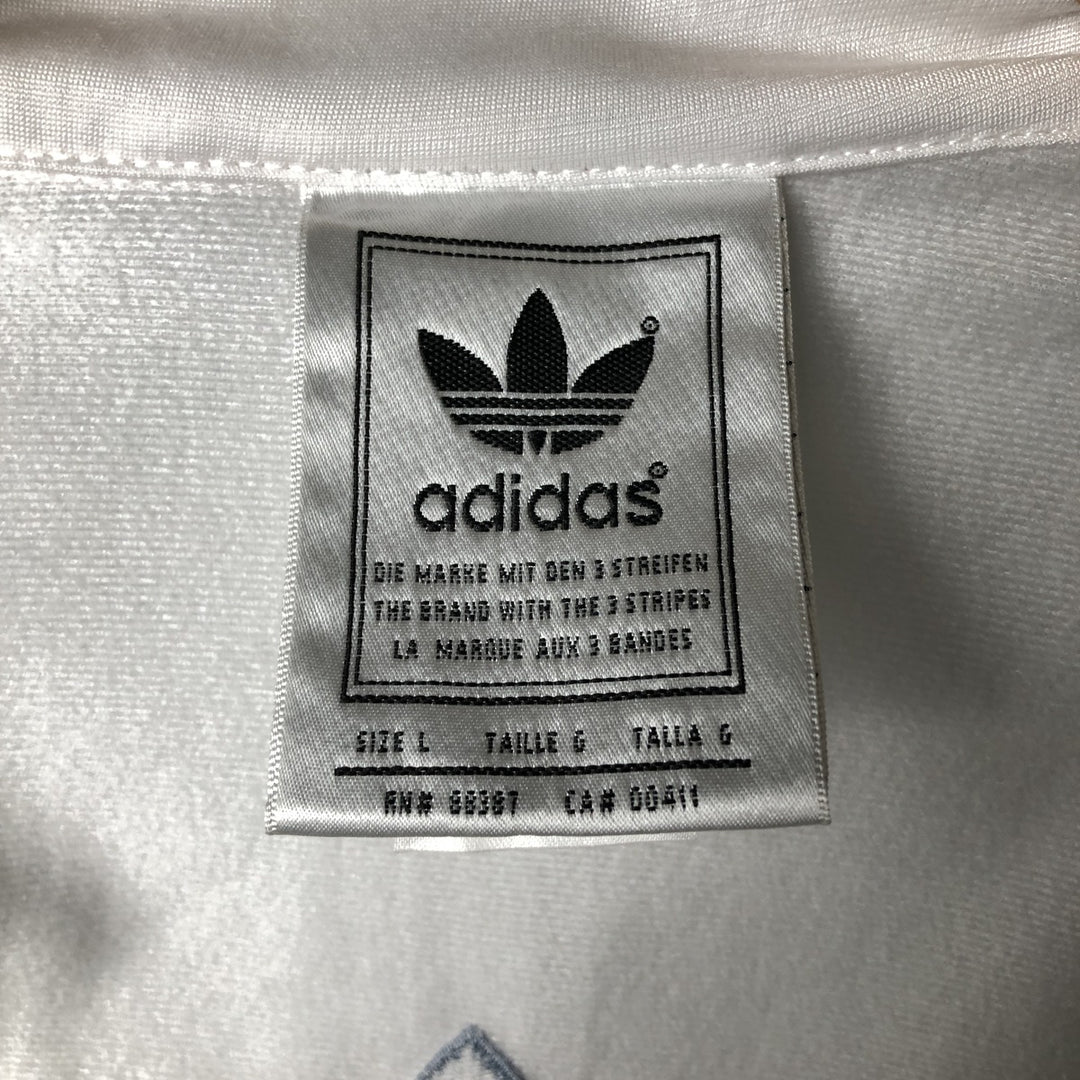 adidas
DIE MARKE MIT DEN 3 STREIFEN
THE BRAND WITH THE 3 STRIPES
LA MARQUE AUX 3 BANDES
SIZE L TAILLE G TALLA G
RN# 88387 CA# 00411